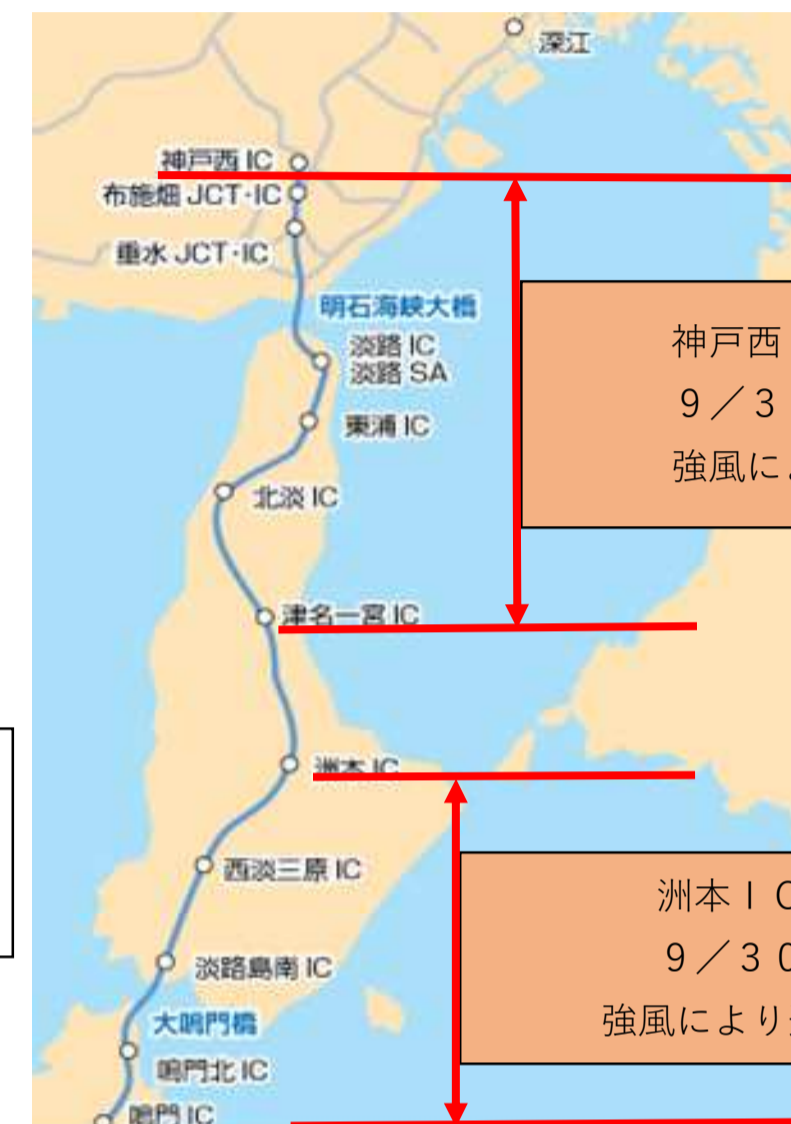 深江
神戸西 IC
布施畑 JCT·IC
垂水 JCT·IC
明石海峡大橋
淡路 IC
淡路 SA
東浦 IC
北淡 IC
津名一宮 IC
洲本 IC
西淡三原 IC
淡路島南 IC
大鳴門橋
鳴門北 IC
鳴門 IC
神戸西
９／３
強風に
洲本ＩＣ
９／３０
強風により